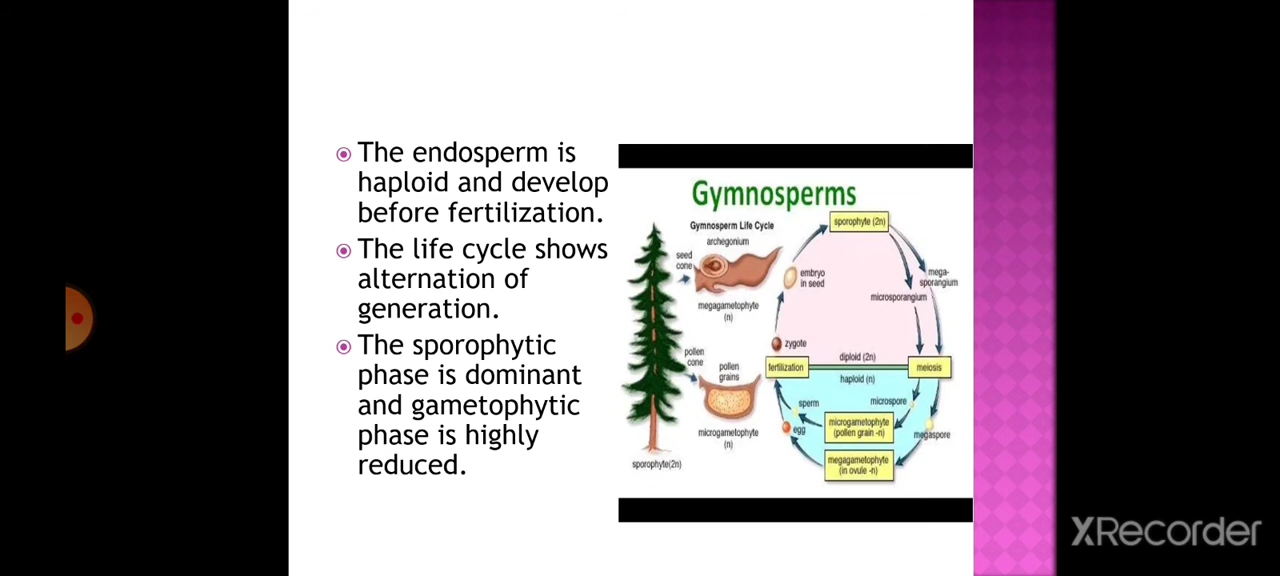 The endosperm is
haploid and develop
before fertilization.
The life cycle shows
alternation of
generation.
The sporophytic
phase is dominant
and gametophytic
phase is highly
reduced.
Gymnosperms
Gymnosperm Life Cycle
archegonium
seed
cone
megagametophyte
(n)
pollen
cone
pollen
grains
microgametophyte
(n)
sporophyte(2n)
sporophyte (2n)
mega-
sporangium
microsporangium
embryo
in seed
zygote
diploid (2n)
fertilization
meiosis
haploid (n)
sperm
microspore
egg
microgametophyte
(pollen grain -n)
megaspore
megagametophyte
(in ovule -n)
XRecorder